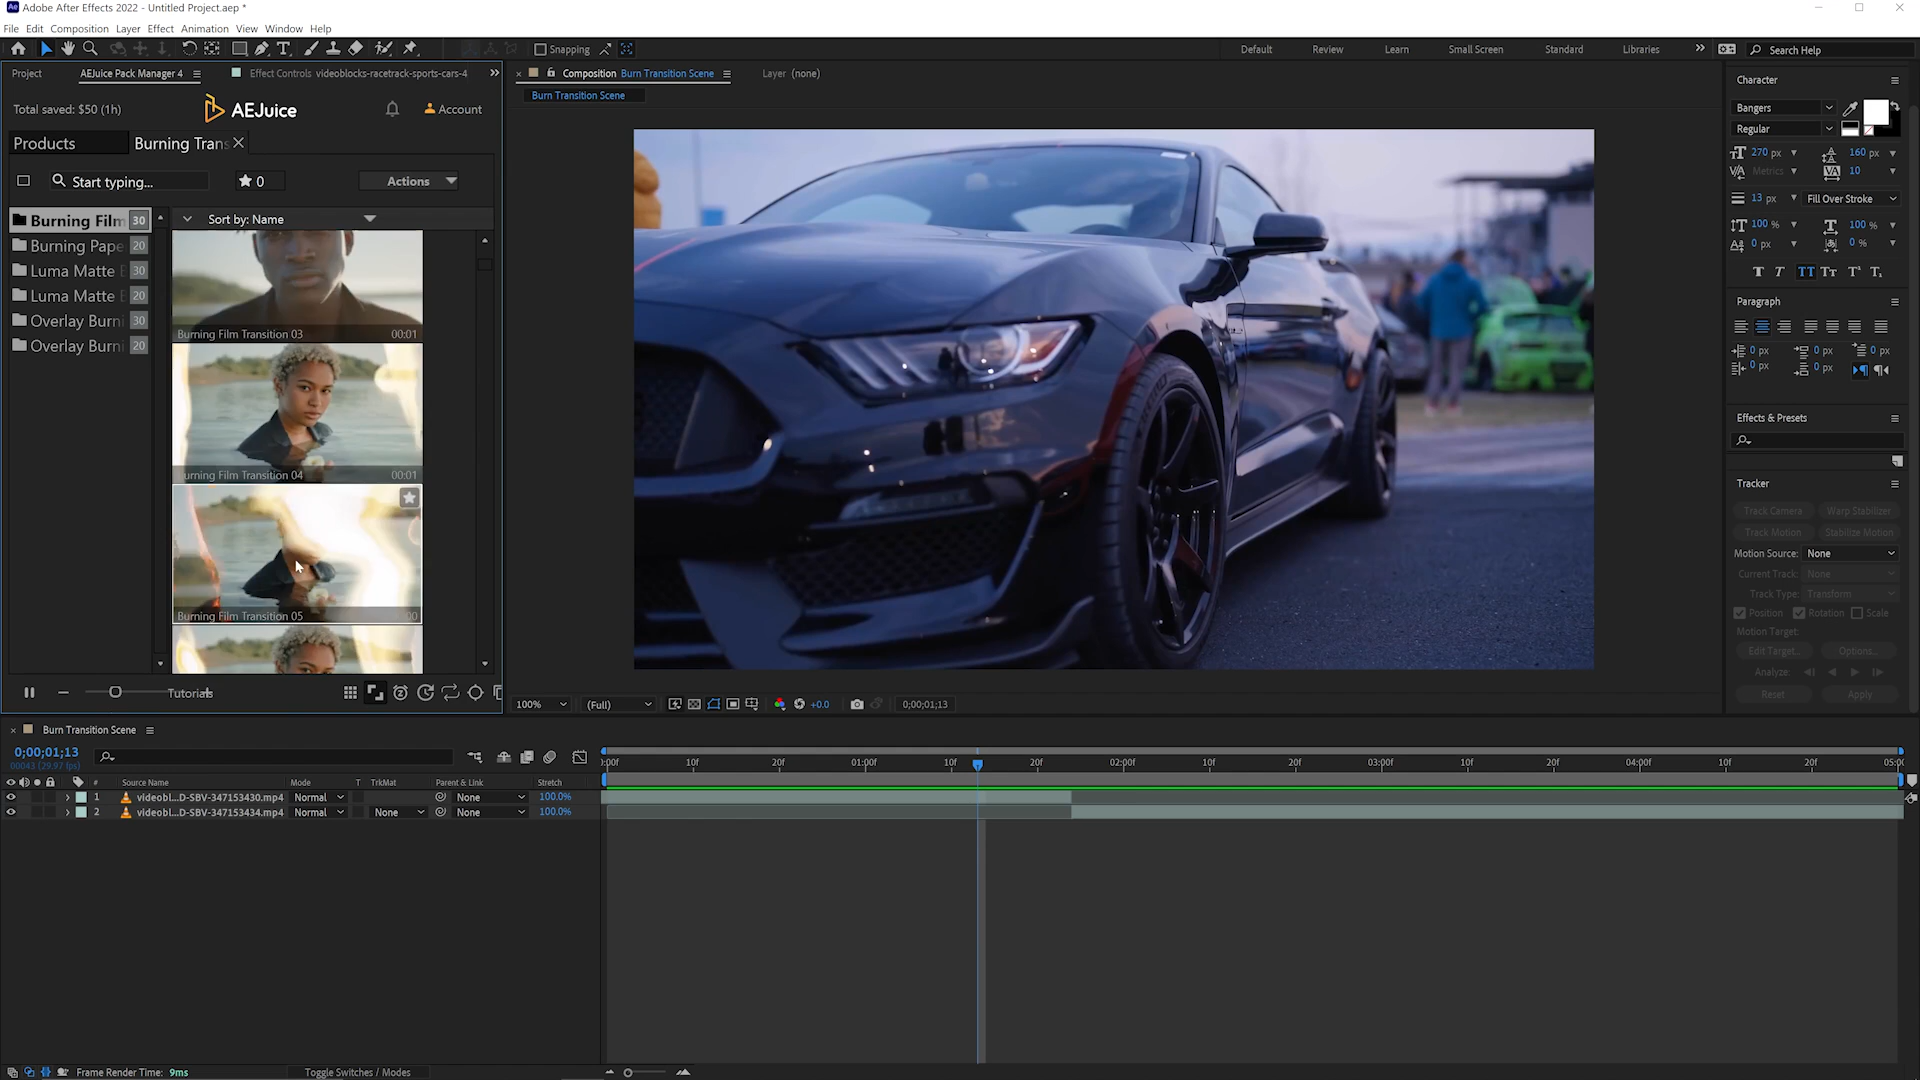 Adobe After Effects 2022 - Untitled Project.aep *
File Edit Composition Layer Effect Animation View Window Help
Snapping
Default Review Learn Small Screen Standard Libraries
Search Help
Project AEJuice Pack Manager 4 Effect Controls videoblocks-racetrack-sports-cars-4
Composition Burn Transition Scene Layer (none)
Burn Transition Scene
Total saved: $50 (1h) AEJuice Account
Products Burning Trans
Start typing... 0 Actions
Burning Film 30
Burning Pape 20
Luma Matte 30
Luma Matte 20
Overlay Burni 30
Overlay Burni 20
Sort by: Name
Burning Film Transition 03 00:01
Burning Film Transition 04 00:01
Burning Film Transition 05
Tutorials
100% (Full) +0.0 0;00;01;13
Character
Bangers
Regular
270 px 160 px
Metrics 10
13 px Fill Over Stroke
100 % 100 %
0 px 0 %
Paragraph
0 px 0 px 0 px
0 px 0 px
Effects & Presets
Tracker
Track Camera Warp Stabilizer
Track Motion Stabilize Motion
Motion Source: None
Current Track: None
Track Type: Transform
Position Rotation Scale
Motion Target:
Edit Target... Options...
Analyze:
Reset Apply
Burn Transition Scene
0;00;01;13
00043 (29.97 fps)
# Source Name Mode T TrkMat Parent & Link Stretch
1 videobl...D-SBV-347153430.mp4 Normal None 100.0%
2 videobl...D-SBV-347153434.mp4 Normal None None 100.0%
:00f 10f 20f 01:00f 10f 20f 02:00f 10f 20f 03:00f 10f 20f 04:00f 10f 20f 05:00
Frame Render Time: 9ms Toggle Switches / Modes